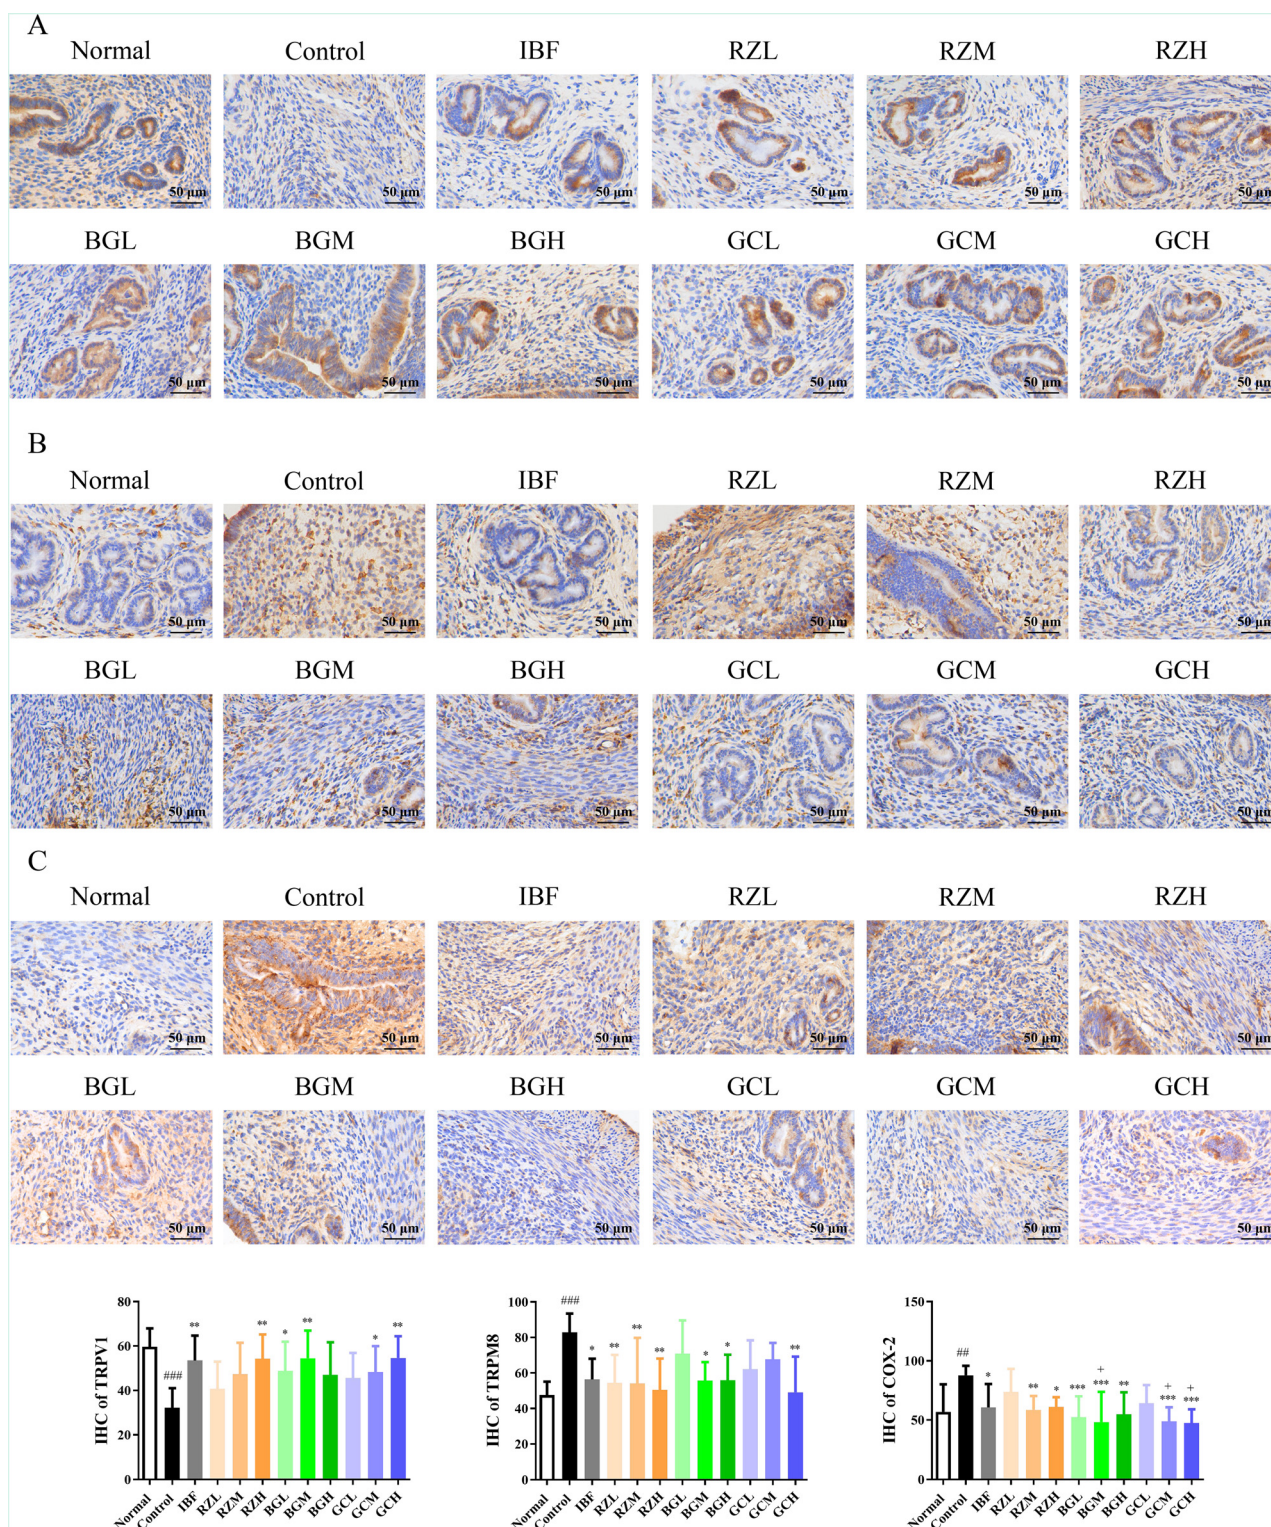 A
Normal Control IBF RZL RZM RZH
50 µm 50 µm 50 µm 50 µm 50 µm 50 µm
BGL BGM BGH GCL GCM GCH
50 µm 50 µm 50 µm 50 µm 50 µm 50 µm
B
Normal Control IBF RZL RZM RZH
50 µm 50 µm 50 µm 50 µm 50 µm 50 µm
BGL BGM BGH GCL GCM GCH
50 µm 50 µm 50 µm 50 µm 50 µm 50 µm
C
Normal Control IBF RZL RZM RZH
50 µm 50 µm 50 µm 50 µm 50 µm 50 µm
BGL BGM BGH GCL GCM GCH
50 µm 50 µm 50 µm 50 µm 50 µm 50 µm
IHC of TRPV1
80
60
40
20
0
### ** ** * ** * **
Normal Control IBF RZL RZM RZH BGL BGM BGH GCL GCM GCH
IHC of TRPM8
100
80
60
40
20
0
### * ** ** ** * * **
Normal Control IBF RZL RZM RZH BGL BGM BGH GCL GCM GCH
IHC of COX-2
150
100
50
0
+ + +
## * ** * *** *** ** *** ***
Normal Control IBF RZL RZM RZH BGL BGM BGH GCL GCM GCH